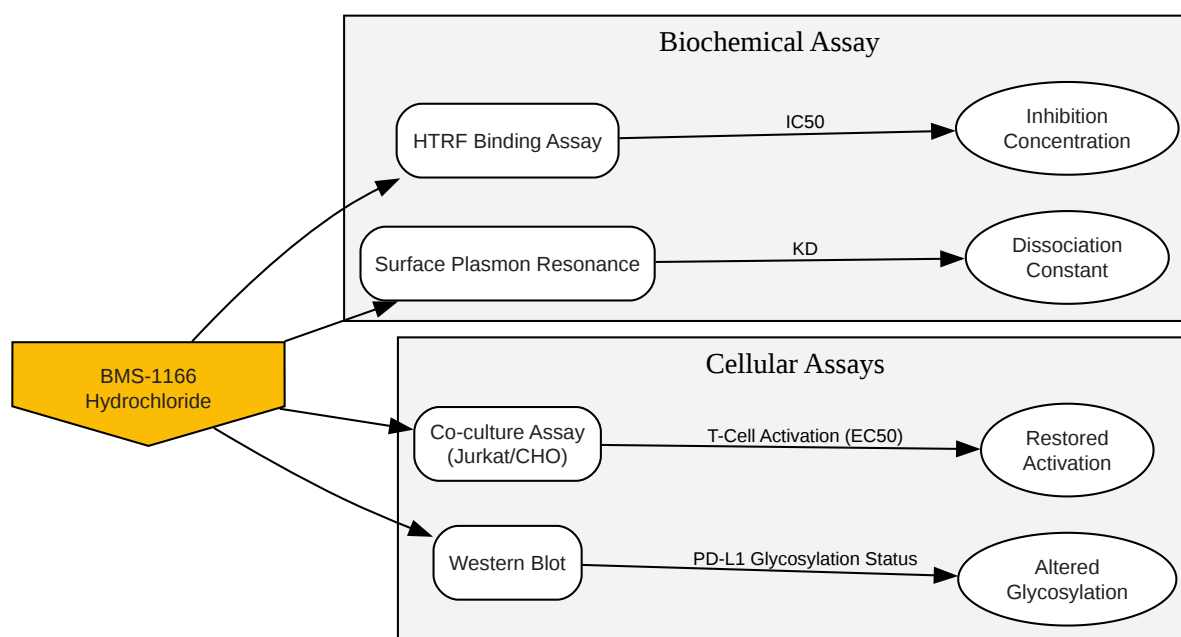 Biochemical Assay
HTRF Binding Assay
IC50
Inhibition
Concentration
Surface Plasmon Resonance
KD
Dissociation
Constant
BMS-1166
Hydrochloride
Cellular Assays
Co-culture Assay
(Jurkat/CHO)
T-Cell Activation (EC50)
Restored
Activation
Western Blot
PD-L1 Glycosylation Status
Altered
Glycosylation